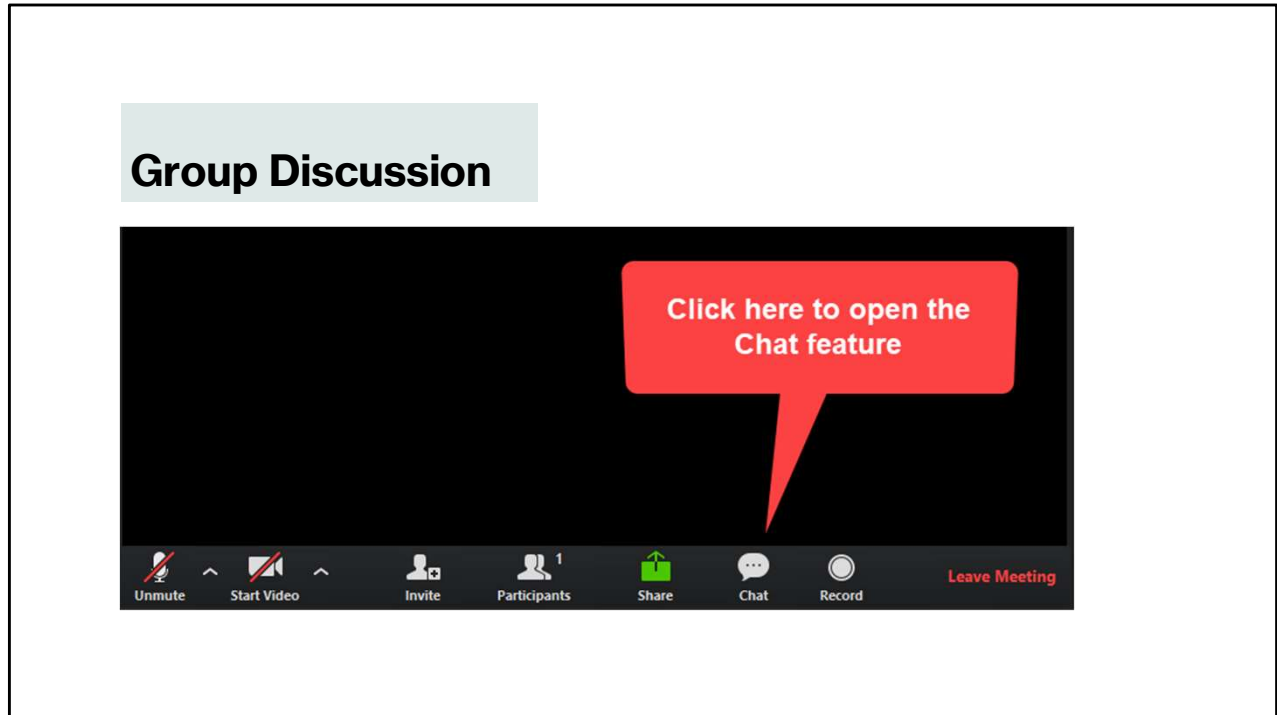 Group Discussion
Click here to open the
Chat feature
1
Unmute Start Video Invite Participants Share Chat Record Leave Meeting